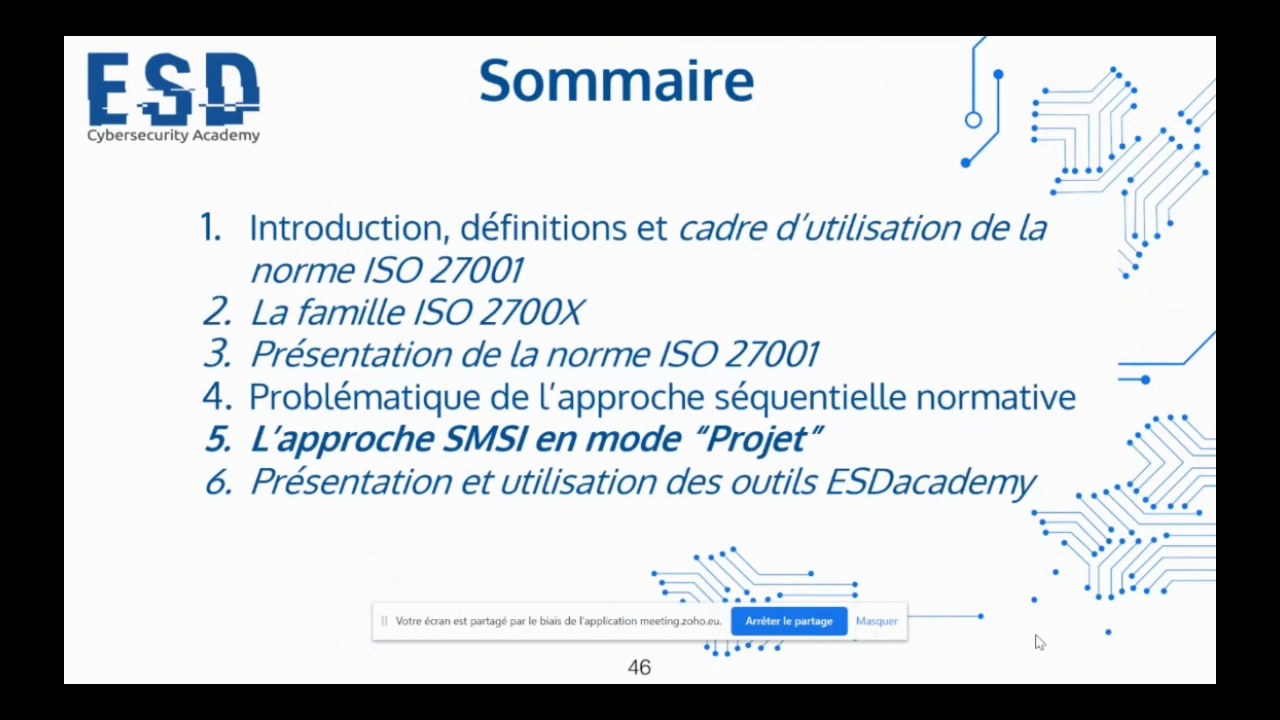 ESD
Cybersecurity Academy
Sommaire
1. Introduction, définitions et cadre d’utilisation de la
norme ISO 27001
2. La famille ISO 2700X
3. Présentation de la norme ISO 27001
4. Problématique de l’approche séquentielle normative
5. L’approche SMSI en mode “Projet”
6. Présentation et utilisation des outils ESDacademy
Votre écran est partagé par le biais de l'application meeting.zoho.eu. Arrêter le partage Masquer
46